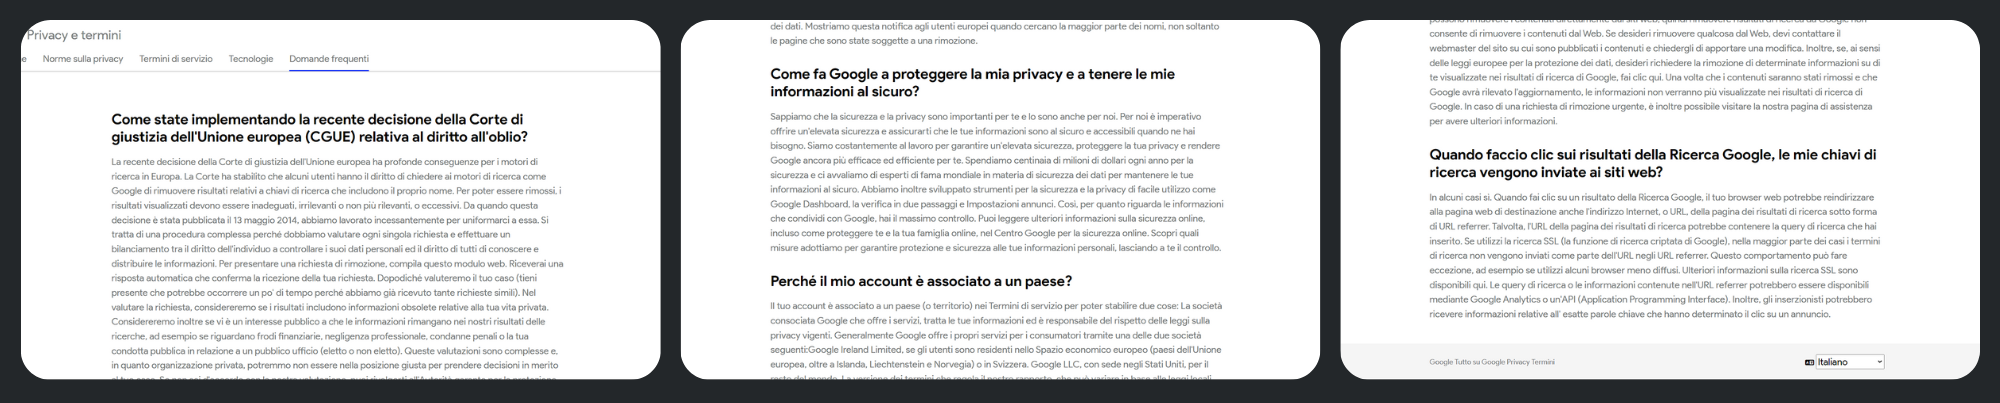 Privacy e termini
e Norme sulla privacy Termini di servizio Tecnologie Domande frequenti
Come state implementando la recente decisione della Corte di
giustizia dell'Unione europea (CGUE) relativa al diritto all'oblio?
La recente decisione della Corte di giustizia dell'Unione europea ha profonde conseguenze per i motori di
ricerca in Europa. La Corte ha stabilito che alcuni utenti hanno il diritto di chiedere ai motori di ricerca come
Google di rimuovere risultati relativi a chiavi di ricerca che includono il proprio nome. Per poter essere rimossi, i
risultati visualizzati devono essere inadeguati, irrilevanti o non più rilevanti, o eccessivi. Da quando questa
decisione è stata pubblicata il 13 maggio 2014, abbiamo lavorato incessantemente per uniformarci a essa. Si
tratta di una procedura complessa perché dobbiamo valutare ogni singola richiesta e effettuare un
bilanciamento tra il diritto dell'individuo a controllare i suoi dati personali ed il diritto di tutti di conoscere e
distribuire le informazioni. Per presentare una richiesta di rimozione, compila questo modulo web. Riceverai una
risposta automatica che conferma la ricezione della tua richiesta. Dopodiché valuteremo il tuo caso (tieni
presente che potrebbe occorrere un po' di tempo perché abbiamo già ricevuto tante richieste simili). Nel
valutare la richiesta, considereremo se i risultati includono informazioni obsolete relative alla tua vita privata.
Considereremo inoltre se vi è un interesse pubblico a che le informazioni rimangano nei nostri risultati delle
ricerche, ad esempio se riguardano frodi finanziarie, negligenza professionale, condanne penali o la tua
condotta pubblica in relazione a un pubblico ufficio (eletto o non eletto). Queste valutazioni sono complesse e,
in quanto organizzazione privata, potremmo non essere nella posizione giusta per prendere decisioni in merito
dei dati. Mostriamo questa notifica agli utenti europei quando cercano la maggior parte dei nomi, non soltanto
le pagine che sono state soggette a una rimozione.
Come fa Google a proteggere la mia privacy e a tenere le mie
informazioni al sicuro?
Sappiamo che la sicurezza e la privacy sono importanti per te e lo sono anche per noi. Per noi è imperativo
offrire un'elevata sicurezza e assicurarti che le tue informazioni sono al sicuro e accessibili quando ne hai
bisogno. Siamo costantemente al lavoro per garantire un'elevata sicurezza, proteggere la tua privacy e rendere
Google ancora più efficace ed efficiente per te. Spendiamo centinaia di milioni di dollari ogni anno per la
sicurezza e ci avvaliamo di esperti di fama mondiale in materia di sicurezza dei dati per mantenere le tue
informazioni al sicuro. Abbiamo inoltre sviluppato strumenti per la sicurezza e la privacy di facile utilizzo come
Google Dashboard, la verifica in due passaggi e Impostazioni annunci. Così, per quanto riguarda le informazioni
che condividi con Google, hai il massimo controllo. Puoi leggere ulteriori informazioni sulla sicurezza online,
incluso come proteggere te e la tua famiglia online, nel Centro Google per la sicurezza online. Scopri quali
misure adottiamo per garantire protezione e sicurezza alle tue informazioni personali, lasciando a te il controllo.
Perché il mio account è associato a un paese?
Il tuo account è associato a un paese (o territorio) nei Termini di servizio per poter stabilire due cose: La società
consociata Google che offre i servizi, tratta le tue informazioni ed è responsabile del rispetto delle leggi sulla
privacy vigenti. Generalmente Google offre i propri servizi per i consumatori tramite una delle due società
seguenti:Google Ireland Limited, se gli utenti sono residenti nello Spazio economico europeo (paesi dell'Unione
europea, oltre a Islanda, Liechtenstein e Norvegia) o in Svizzera. Google LLC, con sede negli Stati Uniti, per il
resto del mondo. La versione dei termini che regola il nostro rapporto, che può variare in base alle leggi locali.
consente di rimuovere i contenuti dal Web. Se desideri rimuovere qualcosa dal Web, devi contattare il
webmaster del sito su cui sono pubblicati i contenuti e chiedergli di apportare una modifica. Inoltre, se, ai sensi
delle leggi europee per la protezione dei dati, desideri richiedere la rimozione di determinate informazioni su di
te visualizzate nei risultati di ricerca di Google, fai clic qui. Una volta che i contenuti saranno stati rimossi e che
Google avrà rilevato l'aggiornamento, le informazioni non verranno più visualizzate nei risultati di ricerca di
Google. In caso di una richiesta di rimozione urgente, è inoltre possibile visitare la nostra pagina di assistenza
per avere ulteriori informazioni.
Quando faccio clic sui risultati della Ricerca Google, le mie chiavi di
ricerca vengono inviate ai siti web?
In alcuni casi sì. Quando fai clic su un risultato della Ricerca Google, il tuo browser web potrebbe reindirizzare
alla pagina web di destinazione anche l'indirizzo Internet, o URL, della pagina dei risultati di ricerca sotto forma
di URL referrer. Talvolta, l'URL della pagina dei risultati di ricerca potrebbe contenere la query di ricerca che hai
inserito. Se utilizzi la ricerca SSL (la funzione di ricerca criptata di Google), nella maggior parte dei casi i termini
di ricerca non vengono inviati come parte dell'URL negli URL referrer. Questo comportamento può fare
eccezione, ad esempio se utilizzi alcuni browser meno diffusi. Ulteriori informazioni sulla ricerca SSL sono
disponibili qui. Le query di ricerca o le informazioni contenute nell'URL referrer potrebbero essere disponibili
mediante Google Analytics o un'API (Application Programming Interface). Inoltre, gli inserzionisti potrebbero
ricevere informazioni relative all' esatte parole chiave che hanno determinato il clic su un annuncio.
Google Tutto su Google Privacy Termini
Italiano